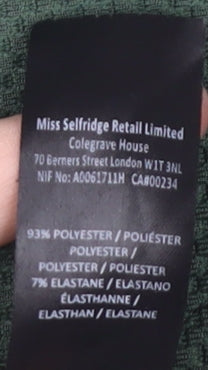 Miss Selfridge Retail Limited
Colegrave House
70 Berners Street London W1T 3NL
NIF No: A0061711H CA#00234
93% POLYESTER / POLIÉSTER
POLYESTER /
POLYESTER / POLIESTER
7% ELASTANE / ELASTANO
ÉLASTHANNE /
ELASTHAN / ELASTANE